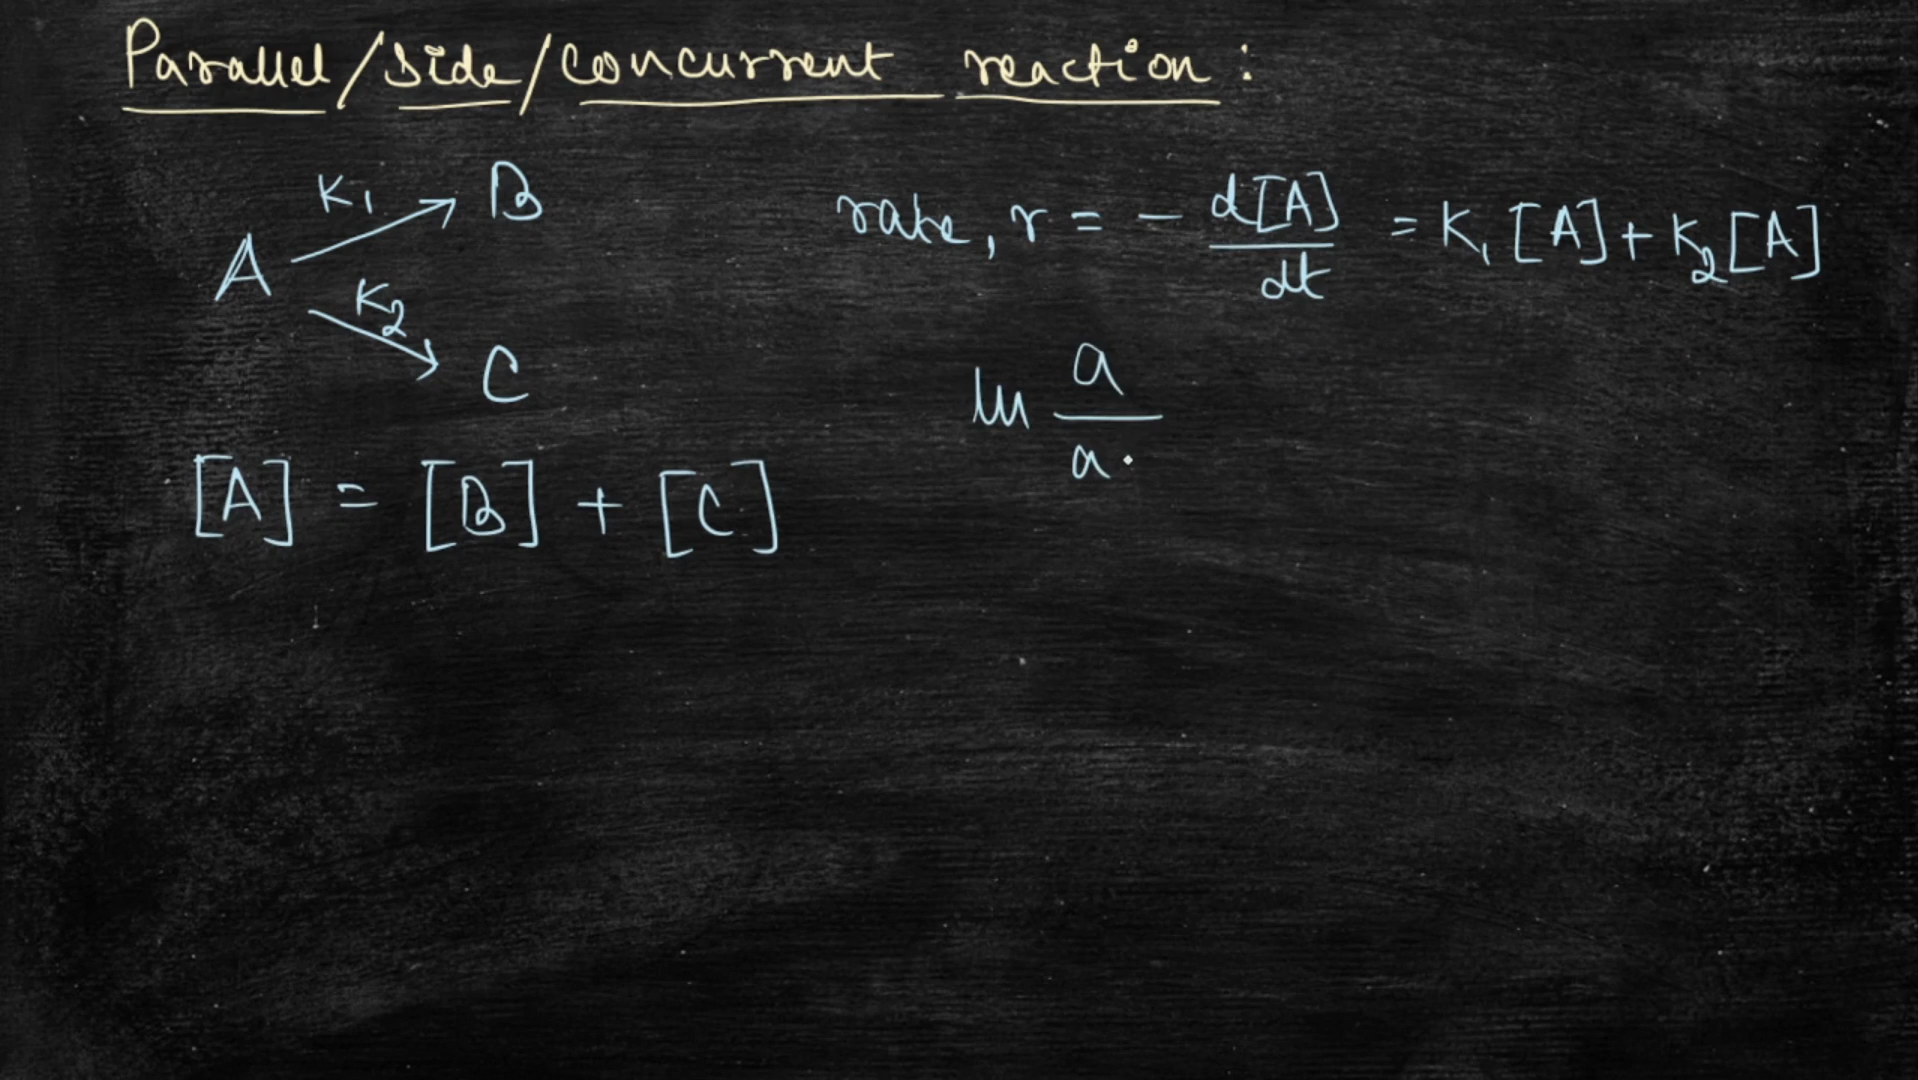 Parallel/Side/Concurrent reaction:
K1 B
A
K2
C
rate, r = - d[A]/dt = K1[A] + K2[A]
ln a/a
[A] = [B] + [C]